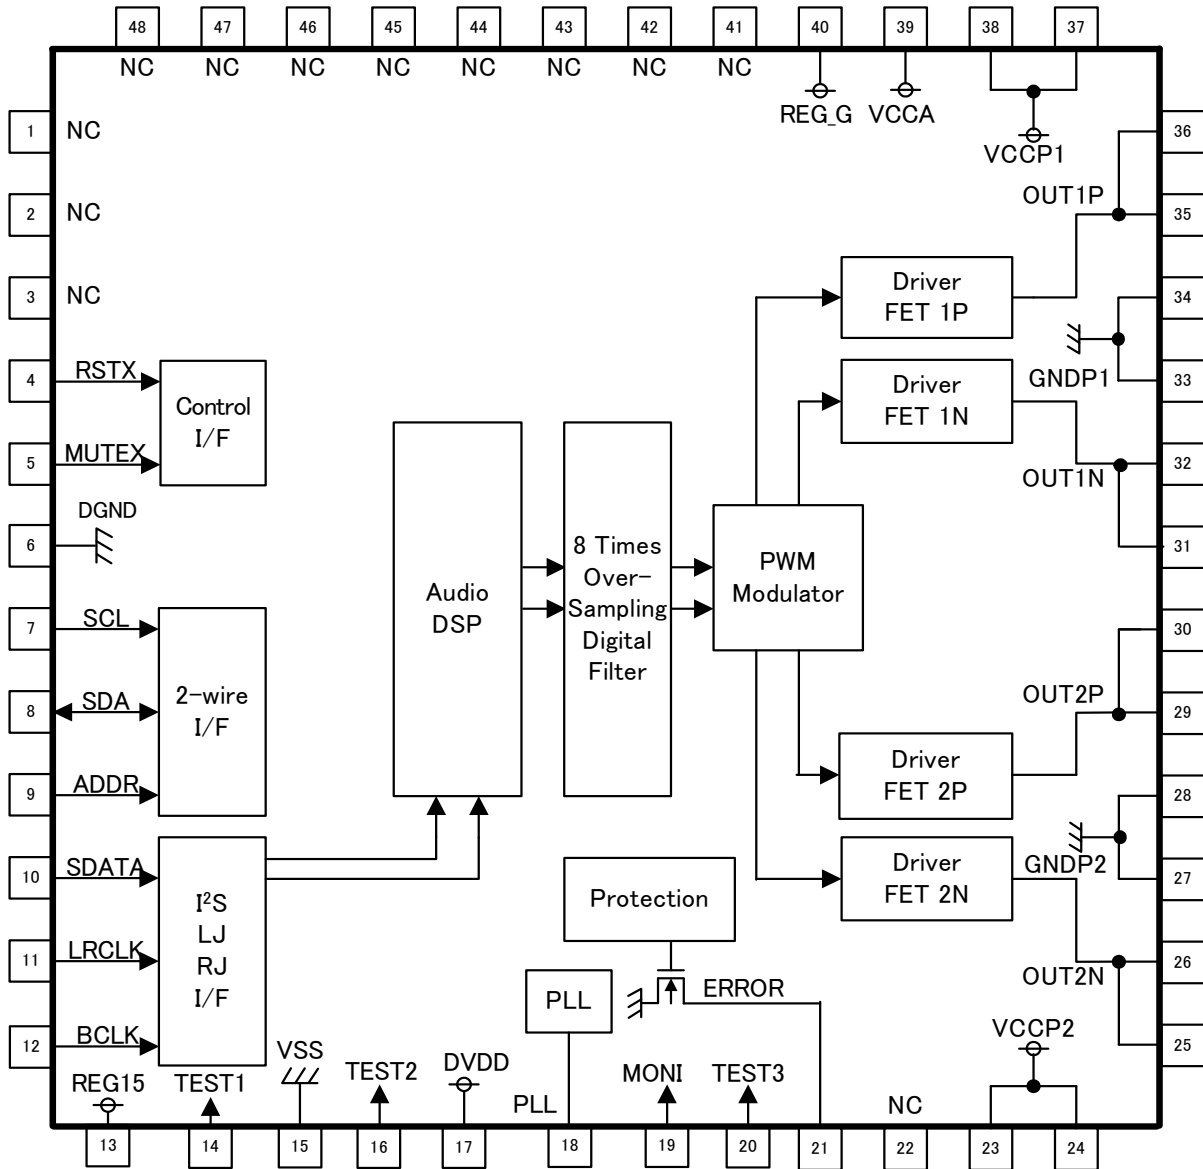 48 47 46 45 44 43 42 41 40 39 38 37
NC NC NC NC NC NC NC NC
REG_G VCCA
VCCP1
1 NC
36
OUT1P
2 NC
35
Driver
FET 1P
3 NC
34
GNDP1
4 RSTX
33
Control
I/F
Driver
FET 1N
5 MUTEX
32
OUT1N
DGND
6
31
Audio
DSP
8 Times
Over-
Sampling
Digital
Filter
PWM
Modulator
7 SCL
30
2-wire
I/F
OUT2P
8 SDA
29
Driver
FET 2P
9 ADDR
28
GNDP2
10 SDATA
27
I²S
LJ
RJ
I/F
Protection
Driver
FET 2N
11 LRCLK
26
OUT2N
PLL
ERROR
12 BCLK
25
VCCP2
REG15 TEST1 VSS TEST2 DVDD PLL MONI TEST3 NC
13 14 15 16 17 18 19 20 21 22 23 24